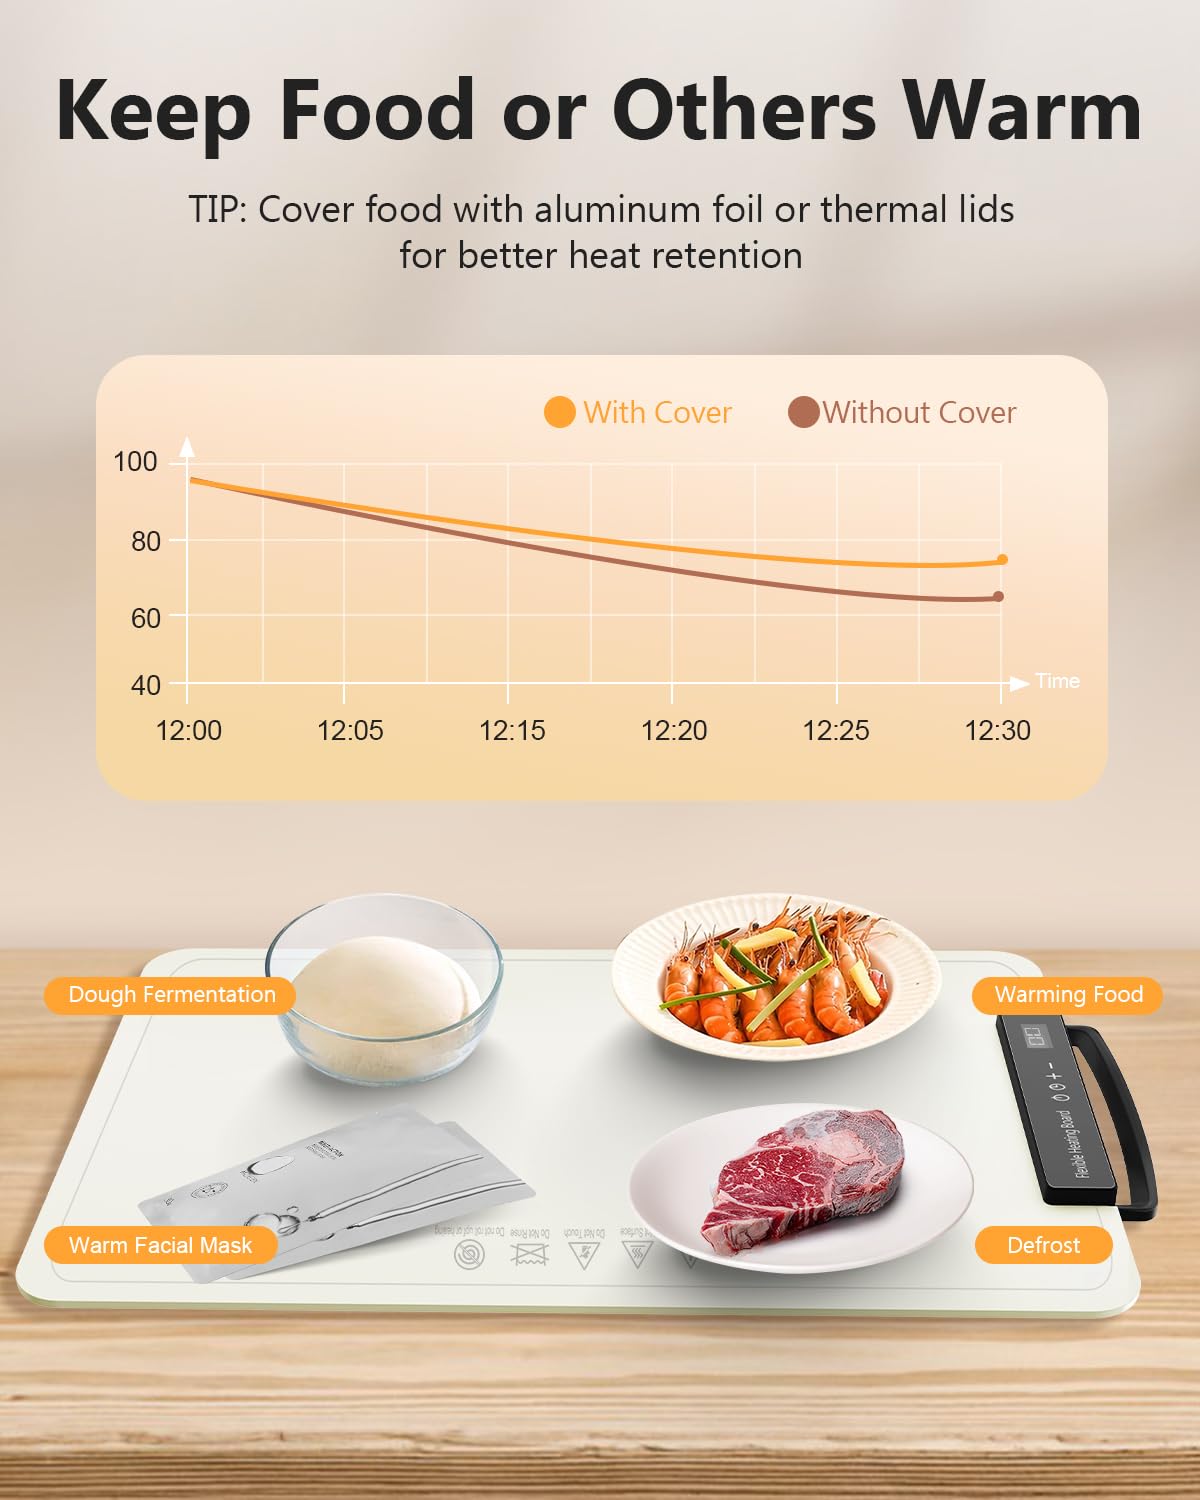 Keep Food or Others Warm
TIP: Cover food with aluminum foil or thermal lids
for better heat retention
With Cover
Without Cover
100
80
60
40
Time
12:00
12:05
12:15
12:20
12:25
12:30
Dough Fermentation
Warming Food
Flexible Heating Board
Warm Facial Mask
Defrost
Do Not Rinse
Do Not Touch